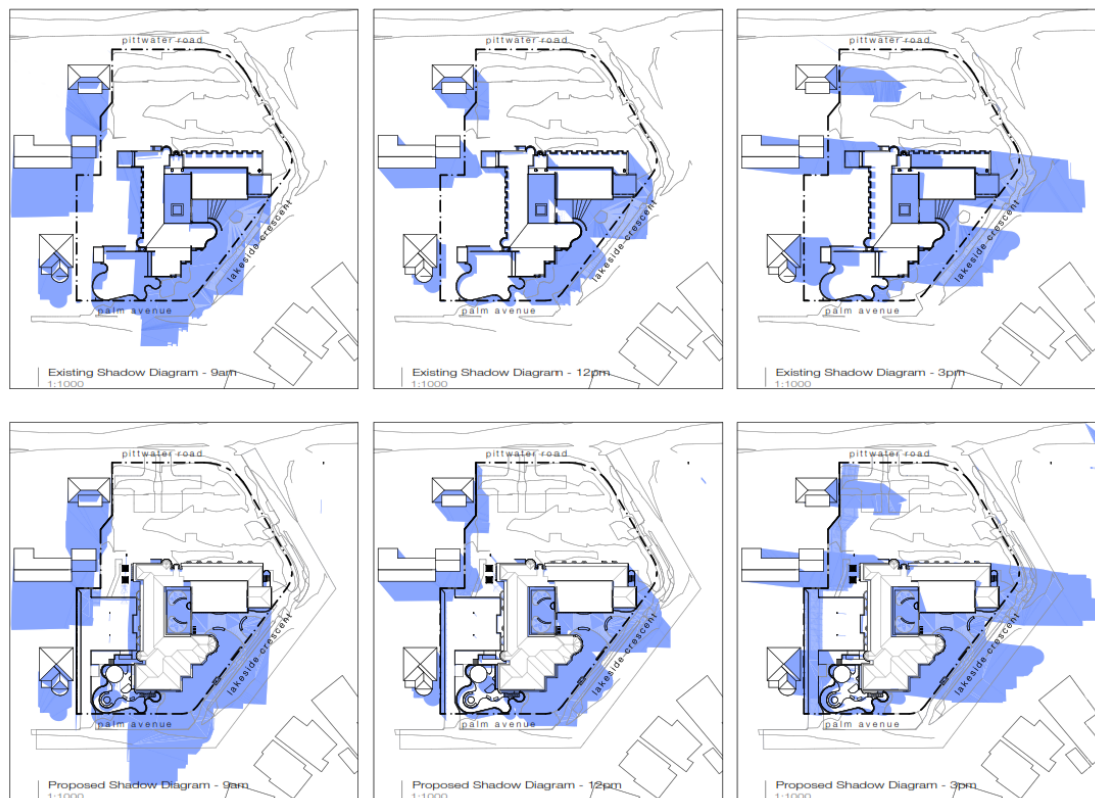 pittwater road
lakeside crescent
palm avenue
Existing Shadow Diagram - 9am
1:1000
pittwater road
lakeside crescent
palm avenue
Existing Shadow Diagram - 12pm
1:1000
pittwater road
lakeside crescent
palm avenue
Existing Shadow Diagram - 3pm
1:1000
pittwater road
lakeside crescent
palm avenue
Proposed Shadow Diagram - 9am
1:1000
pittwater road
lakeside crescent
palm avenue
Proposed Shadow Diagram - 12pm
1:1000
pittwater road
lakeside crescent
palm avenue
Proposed Shadow Diagram - 3pm
1:1000